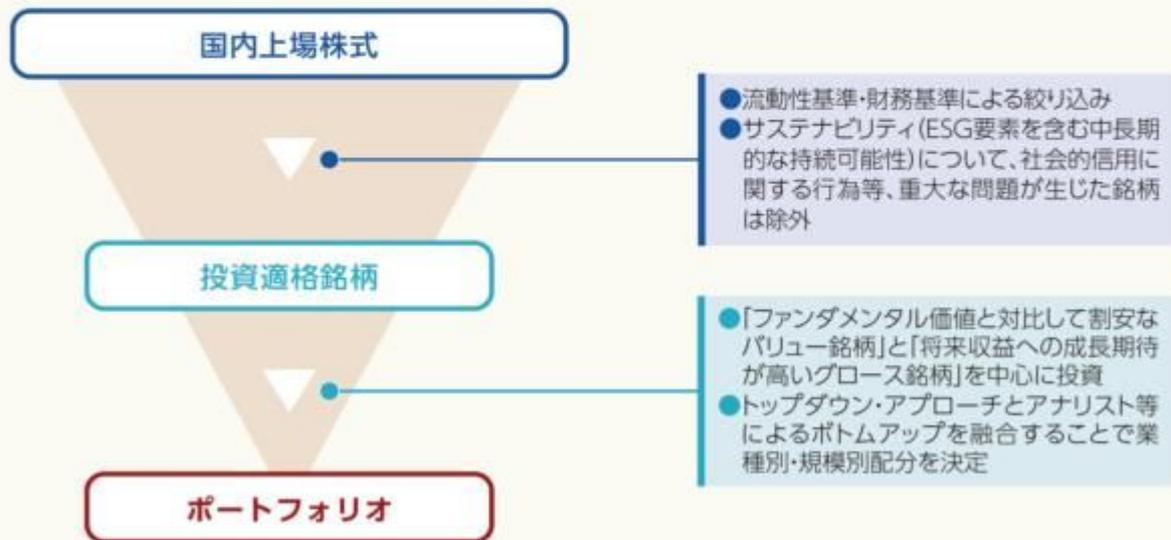 国内上場株式
●流動性基準・財務基準による絞り込み
●サステナビリティ(ESG要素を含む中長期
的な持続可能性)について、社会的信用に
関する行為等、重大な問題が生じた銘柄
は除外
投資適格銘柄
●「ファンダメンタル価値と対比して割安な
バリュー銘柄」と「将来収益への成長期待
が高いグロース銘柄」を中心に投資
●トップダウン・アプローチとアナリスト等
によるボトムアップを融合することで業
種別・規模別配分を決定
ポートフォリオ